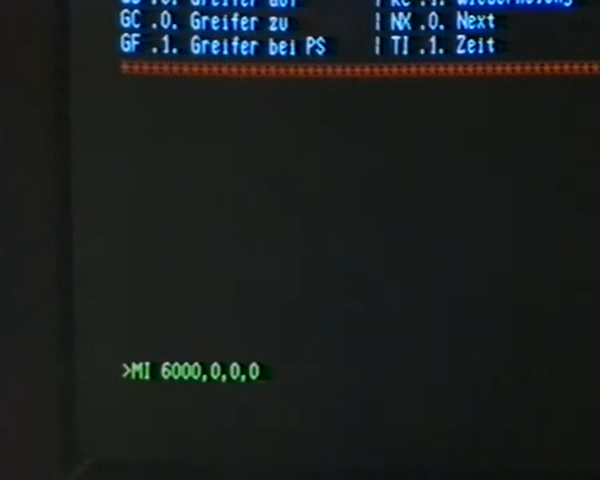 GC .0. Greifer zu | NX .0. Next
GF .1. Greifer bei PS | TI .1. Zeit
>MI 6000,0,0,0